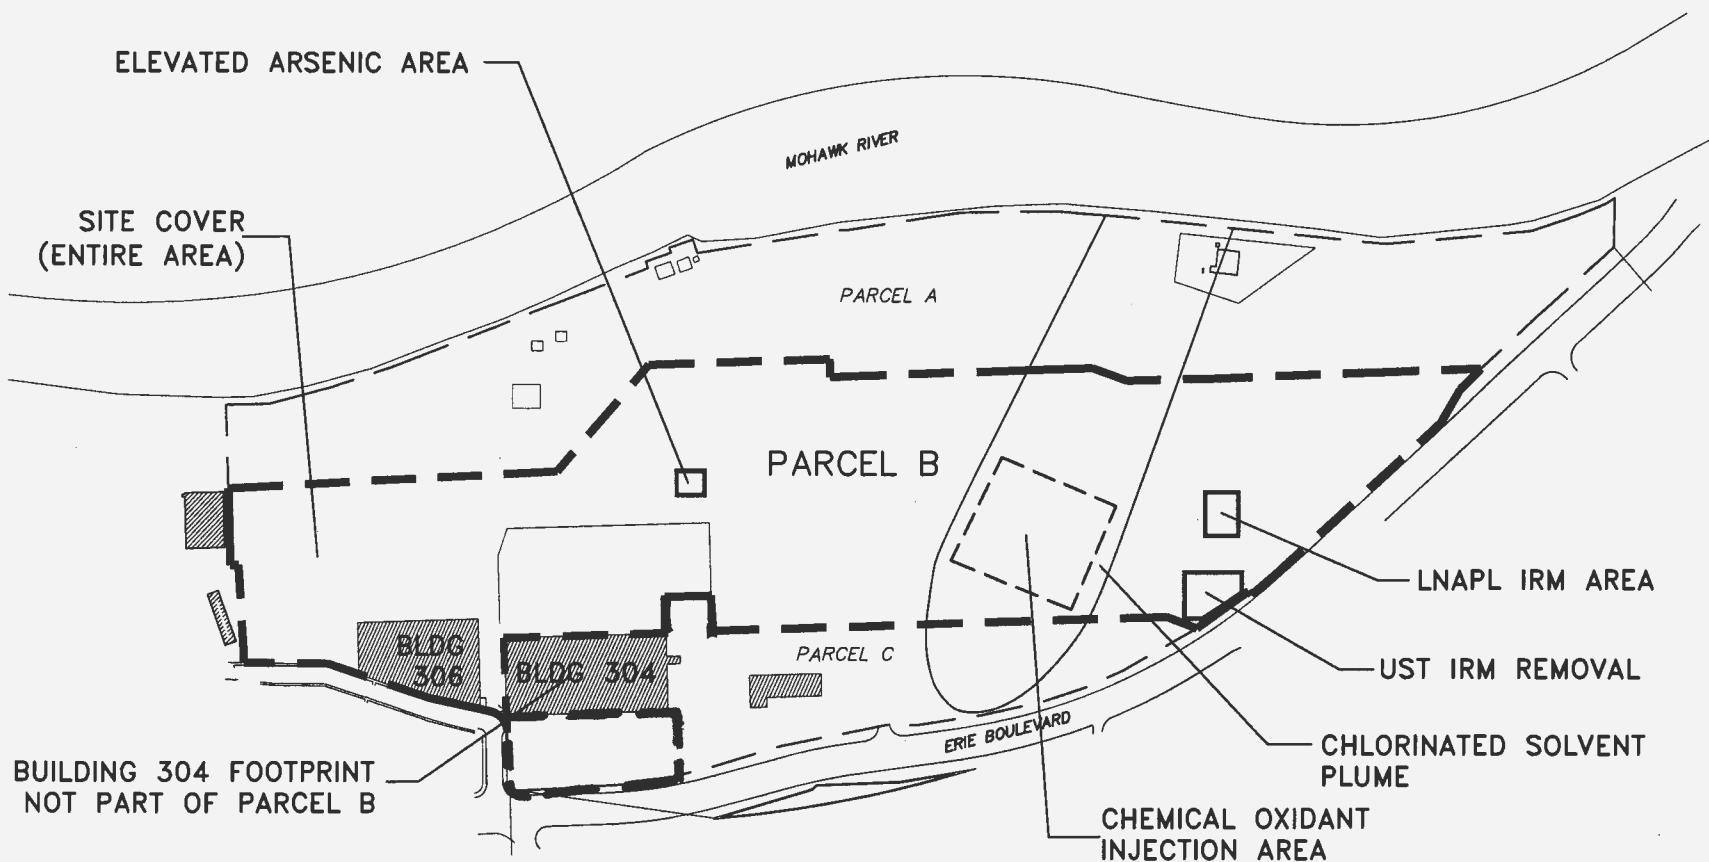 ELEVATED ARSENIC AREA
MOHAWK RIVER
SITE COVER
(ENTIRE AREA)
PARCEL A
PARCEL B
LNAPL IRM AREA
BLDG
306
BLDG 304
PARCEL C
UST IRM REMOVAL
ERIE BOULEVARD
CHLORINATED SOLVENT
PLUME
BUILDING 304 FOOTPRINT
NOT PART OF PARCEL B
CHEMICAL OXIDANT
INJECTION AREA